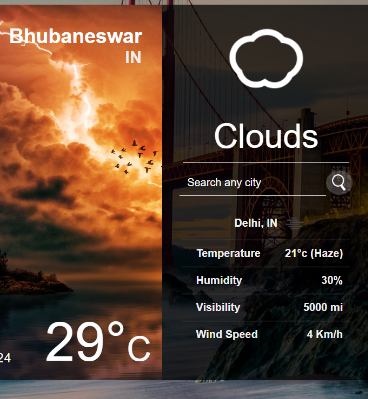 Bhubaneswar
IN
24
29°C
Clouds
Search any city
Delhi, IN
Temperature 21°c (Haze)
Humidity 30%
Visibility 5000 mi
Wind Speed 4 Km/h